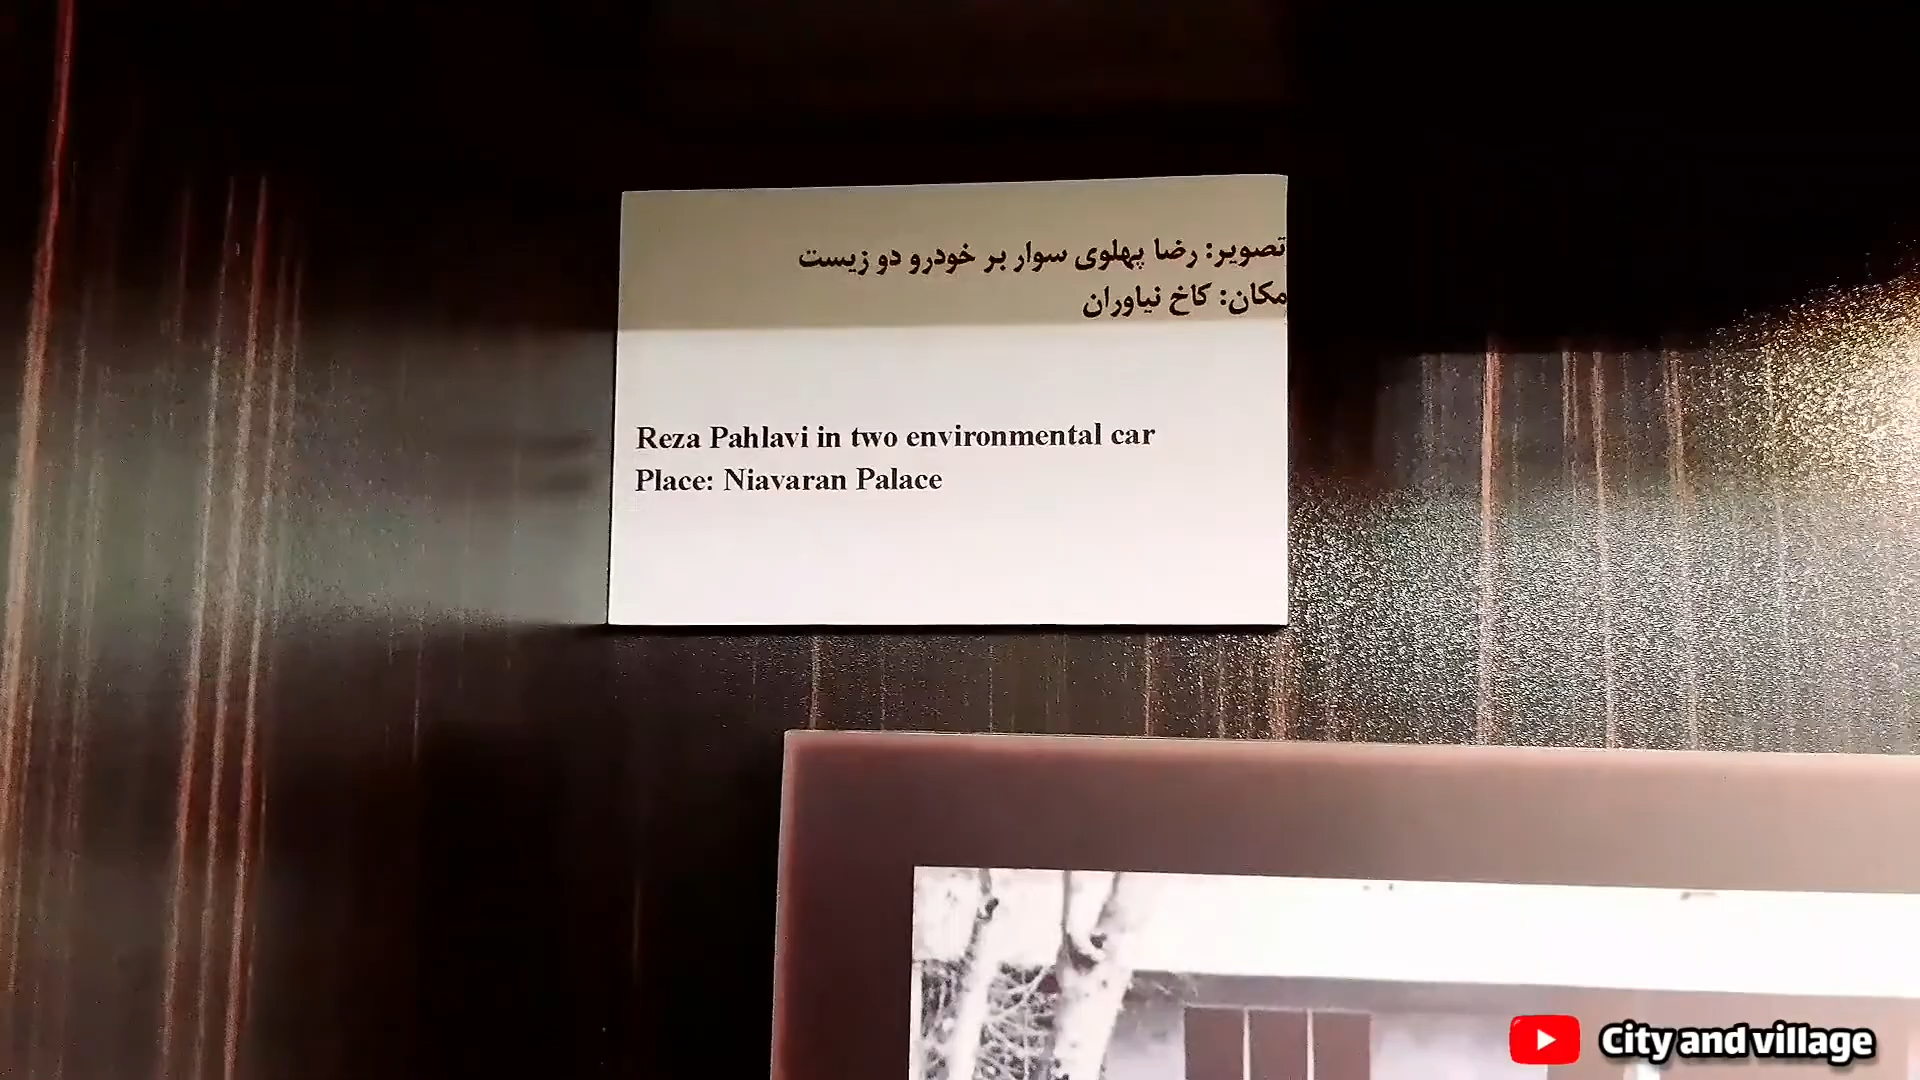 تصویر: رضا پهلوی سوار بر خودرو دو زیست
مکان: کاخ نیاوران
Reza Pahlavi in two environmental car
Place: Niavaran Palace
City and village